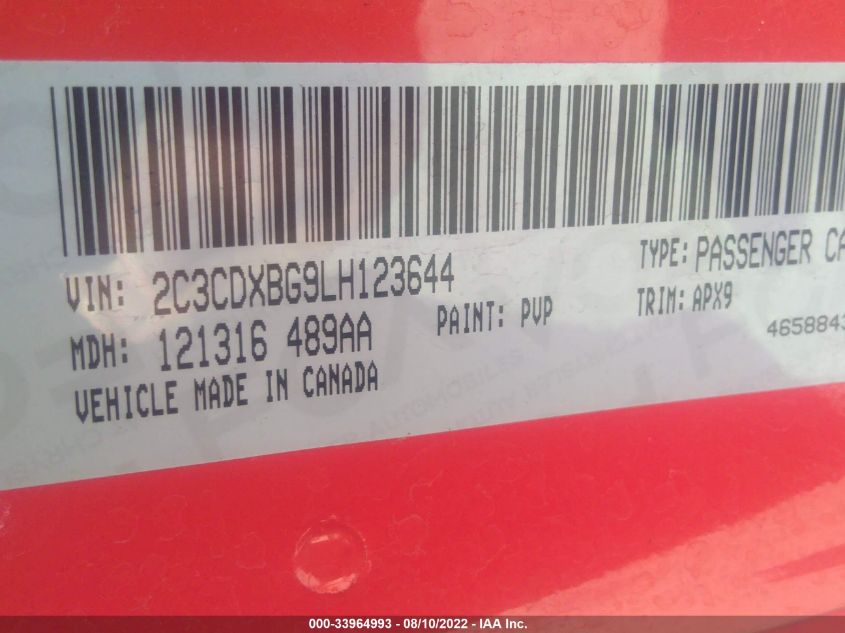 VIN: 2C3CDXBG9LH123644
TYPE: PASSENGER CA
MDH: 121316 489AA
PAINT: PVP
TRIM: APX9
465884
VEHICLE MADE IN CANADA
000-33964993 - 08/10/2022 - IAA Inc.